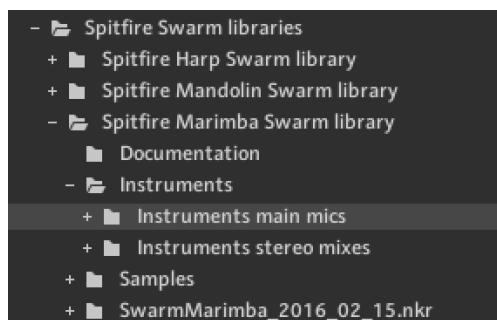 Spitfire Swarm libraries
Spitfire Harp Swarm library
Spitfire Mandolin Swarm library
Spitfire Marimba Swarm library
Documentation
Instruments
Instruments main mics
Instruments stereo mixes
Samples
SwarmMarimba_2016_02_15.nkr